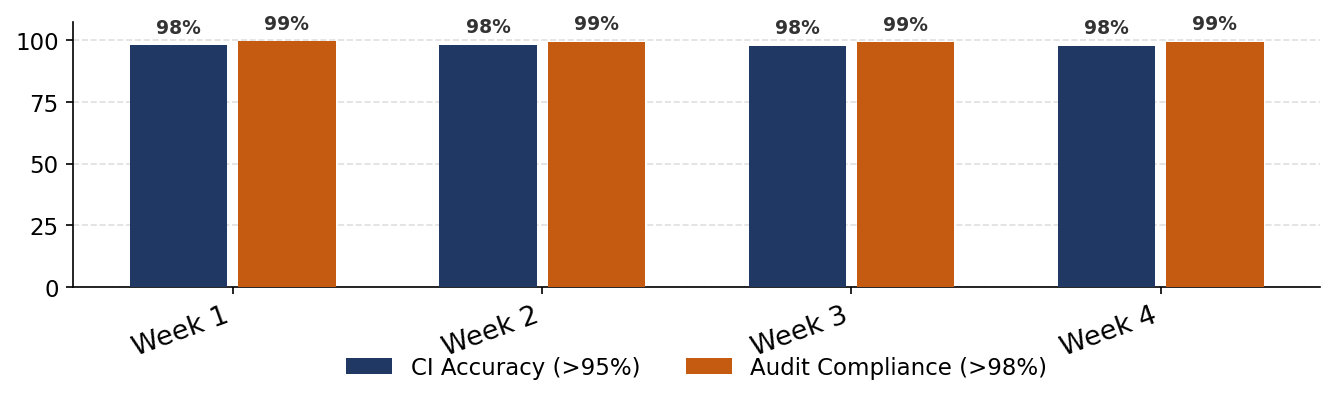 98% 99% 98% 99% 98% 99% 98% 99%
100
75
50
25
0
Week 1 Week 2 Week 3 Week 4
CI Accuracy (>95%) Audit Compliance (>98%)